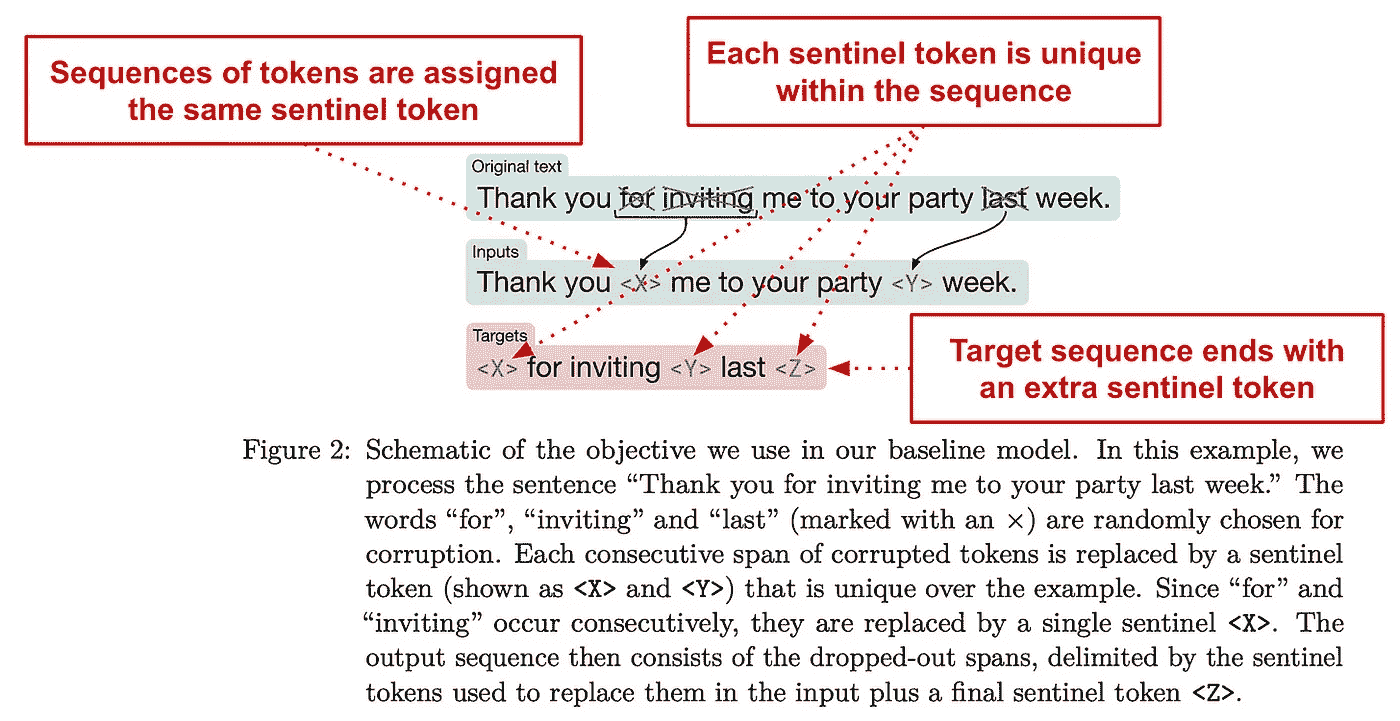 Sequences of tokens are assigned
the same sentinel token
Each sentinel token is unique
within the sequence
Original text
Thank you for inviting me to your party last week.
Inputs
Thank you <X> me to your party <Y> week.
Targets
<X> for inviting <Y> last <Z>
Target sequence ends with
an extra sentinel token
Figure 2: Schematic of the objective we use in our baseline model. In this example, we
process the sentence “Thank you for inviting me to your party last week.” The
words “for”, “inviting” and “last” (marked with an ×) are randomly chosen for
corruption. Each consecutive span of corrupted tokens is replaced by a sentinel
token (shown as <X> and <Y>) that is unique over the example. Since “for” and
“inviting” occur consecutively, they are replaced by a single sentinel <X>. The
output sequence then consists of the dropped-out spans, delimited by the sentinel
tokens used to replace them in the input plus a final sentinel token <Z>.